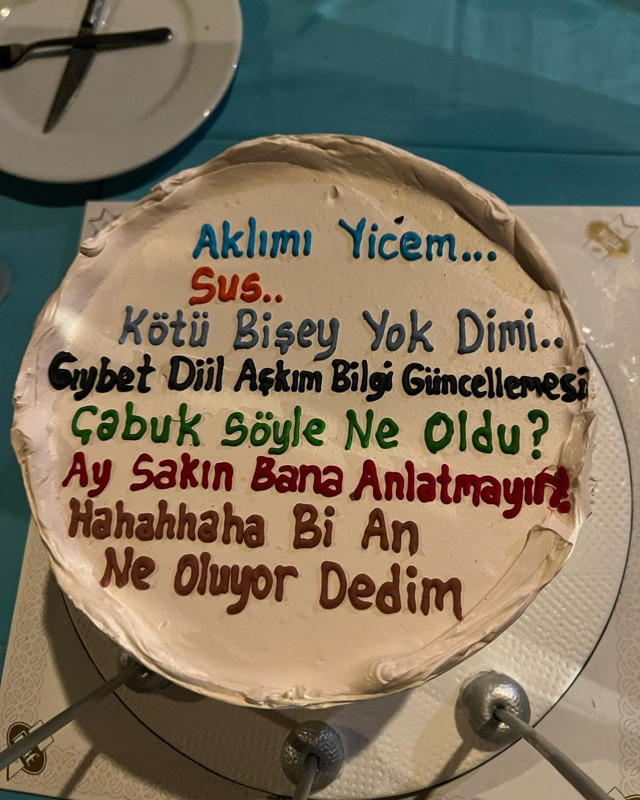 Aklımı Yicem...
Sus..
Kötü Bişey Yok Dimi..
Gıybet Diil Aşkım Bilgi Güncellemesi
Çabuk Söyle Ne Oldu?
Ay Sakın Bana Anlatmayın!
Hahahhaha Bi An
Ne Oluyor Dedim